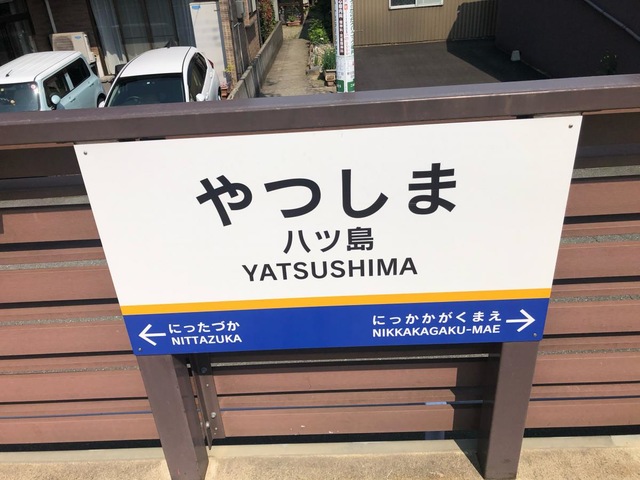 やつしま
八ツ島
YATSUSHIMA
← にったづか
NITTAZUKA
にっかかがくまえ →
NIKKAKAGAKU-MAE